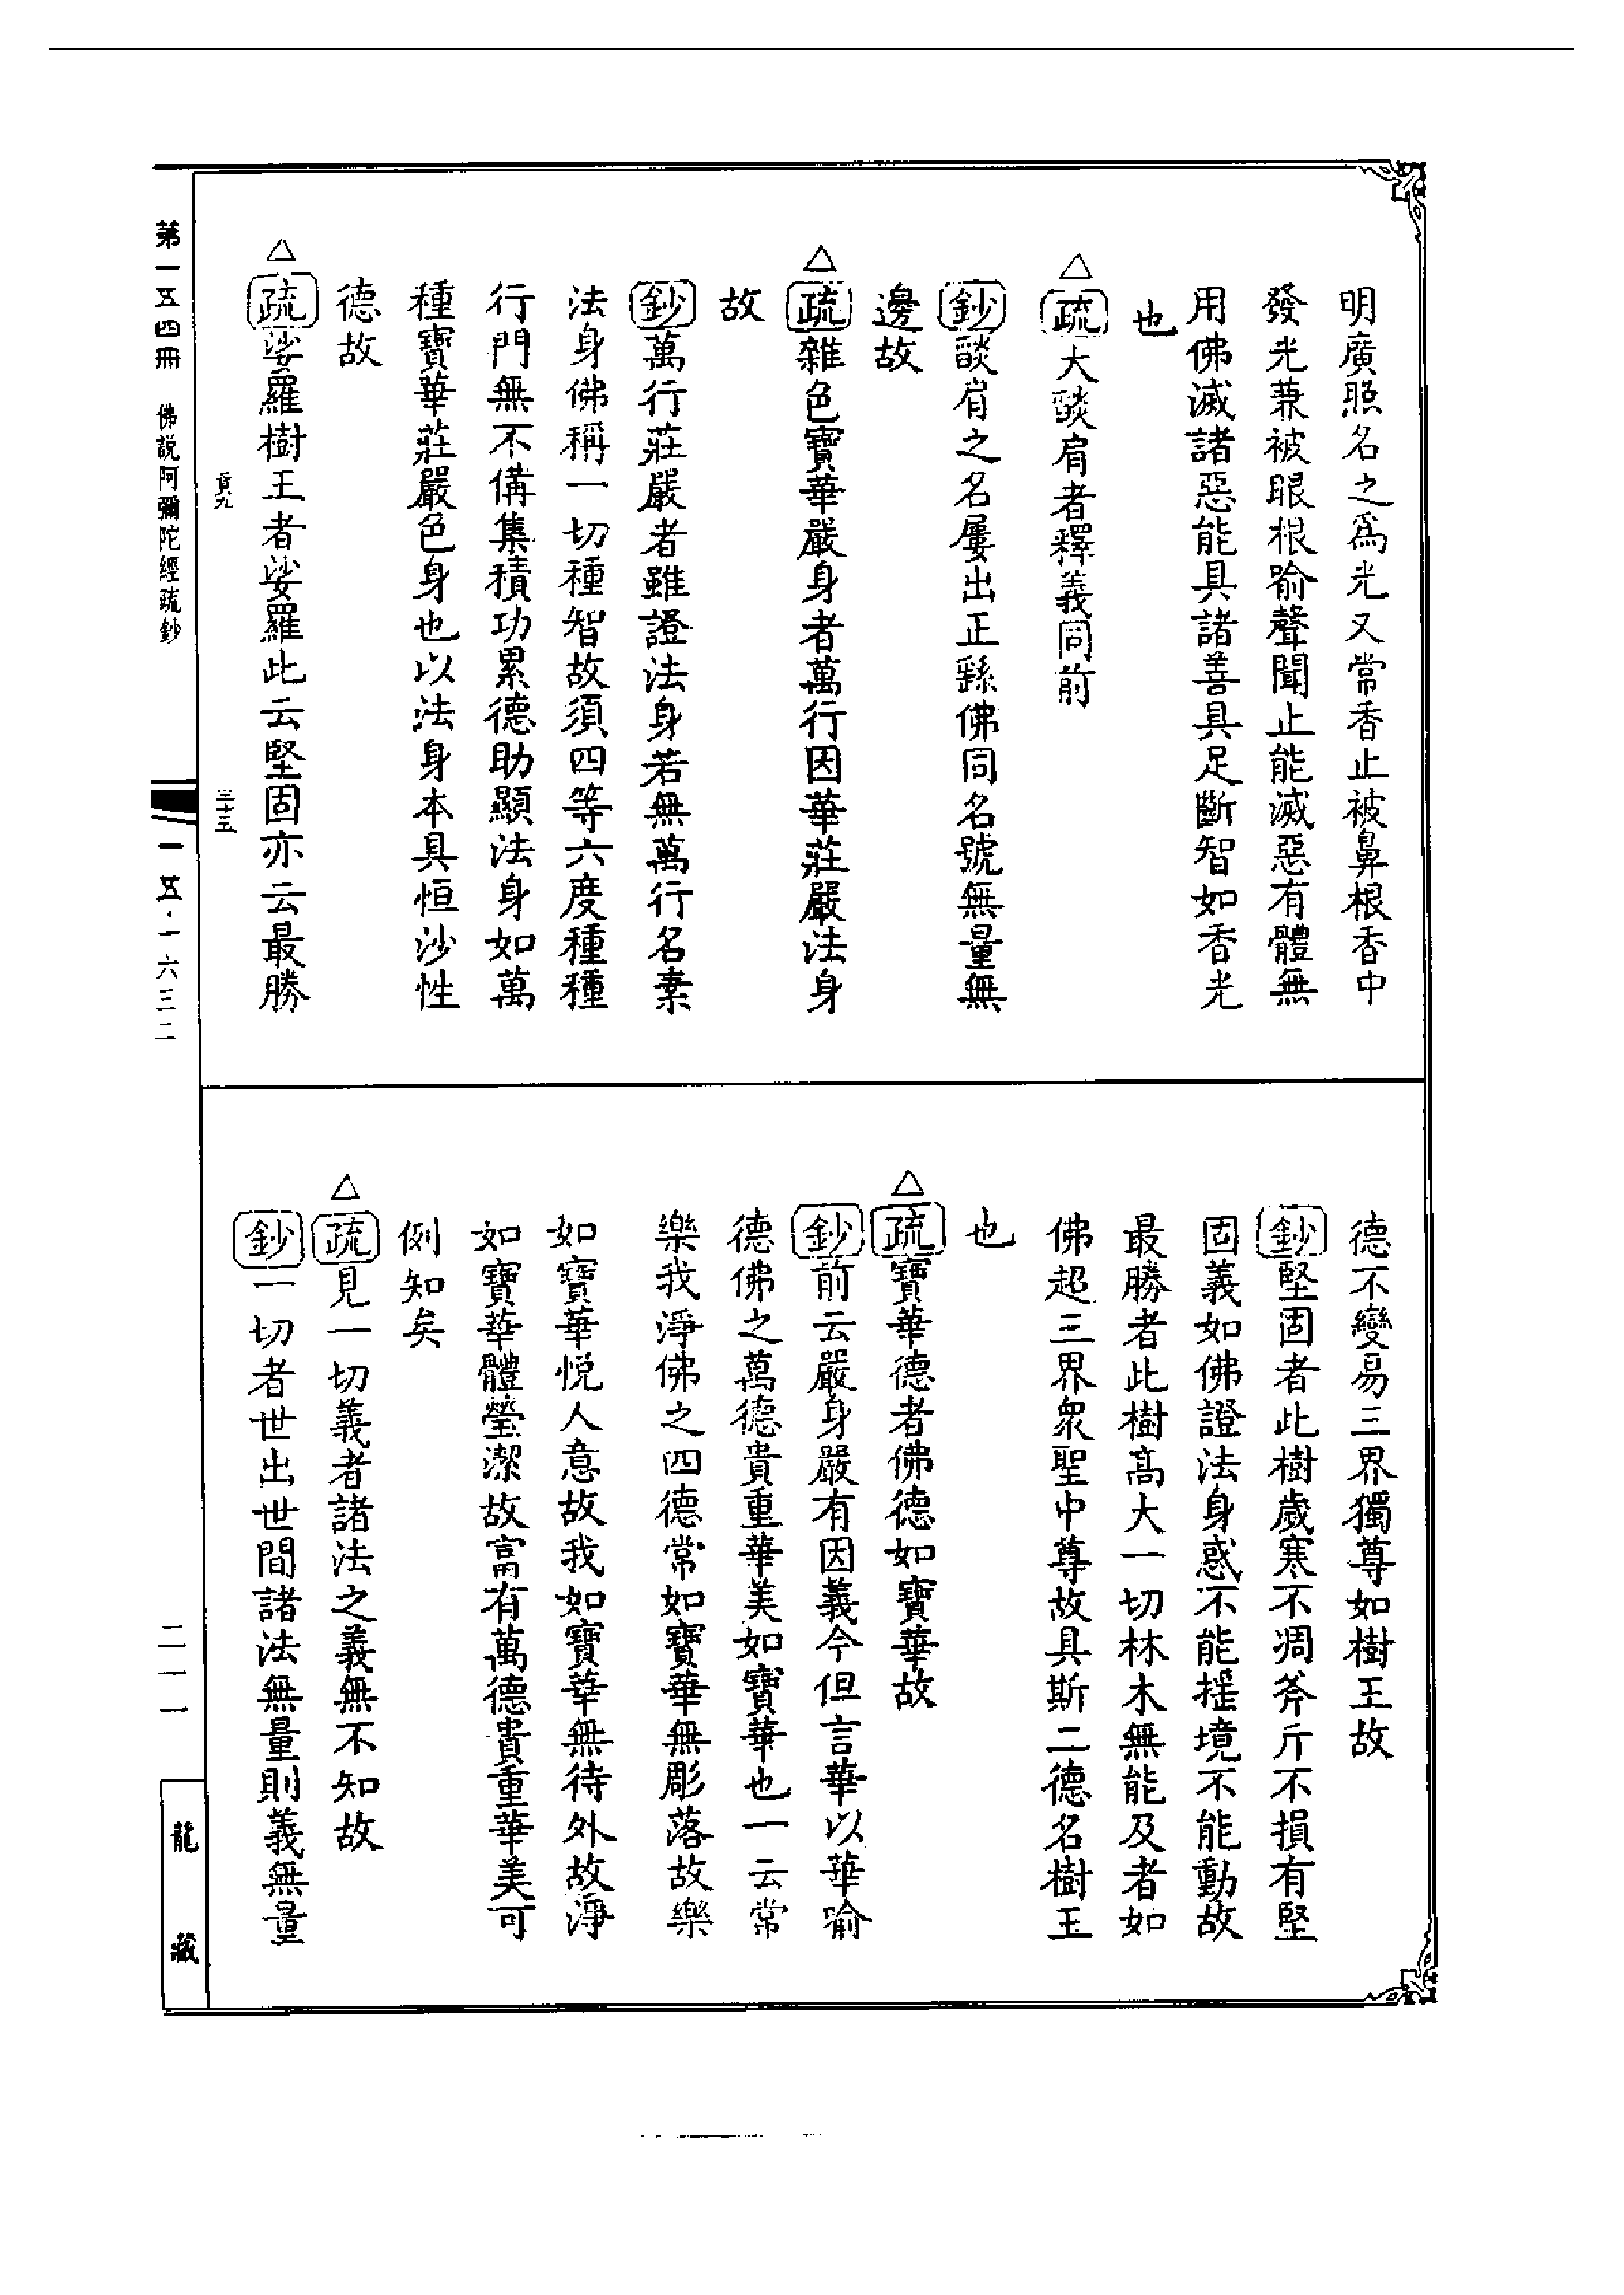 明廣照名之為光又常香止被鼻根香中
發光兼被眼根喻聲聞止能滅惡有體無
用佛滅諸惡能具諸善具足斷智如香光
也
△疏大𦦨肩者釋義同前
鈔𦦨肩之名屢出正繇佛同名號無量無
邊故
△疏雜色寶華嚴身者萬行因華莊嚴法身
故
鈔萬行莊嚴者雖證法身若無萬行名素
法身佛稱一切種智故須四等六度種種
行門無不備集積功累德助顯法身如萬
種寶華莊嚴色身也以法身本具恒沙性
德故
△疏娑羅樹王者娑羅此云堅固亦云最勝
德不變易三界獨尊如樹王故
鈔堅固者此樹歲寒不凋斧斤不損有堅
固義如佛證法身惑不能搖境不能動故
最勝者此樹高大一切林木無能及者如
佛超三界眾聖中尊故具斯二德名樹王
也
△疏寶華德者佛德如寶華故
鈔前云嚴身嚴有因義今但言華以華喻
德佛之萬德貴重華美如寶華也一云常
樂我淨佛之四德常如寶華無彫落故樂
如寶華悅人意故我如寶華無待外故淨
如寶華體瑩潔故富有萬德貴重華美可
例知矣
△疏見一切義者諸法之義無不知故
鈔一切者世出世間諸法無量則義無量
三十五
第一五四冊 佛說阿彌陀經疏鈔
一五·一六三二
二一一
龍藏